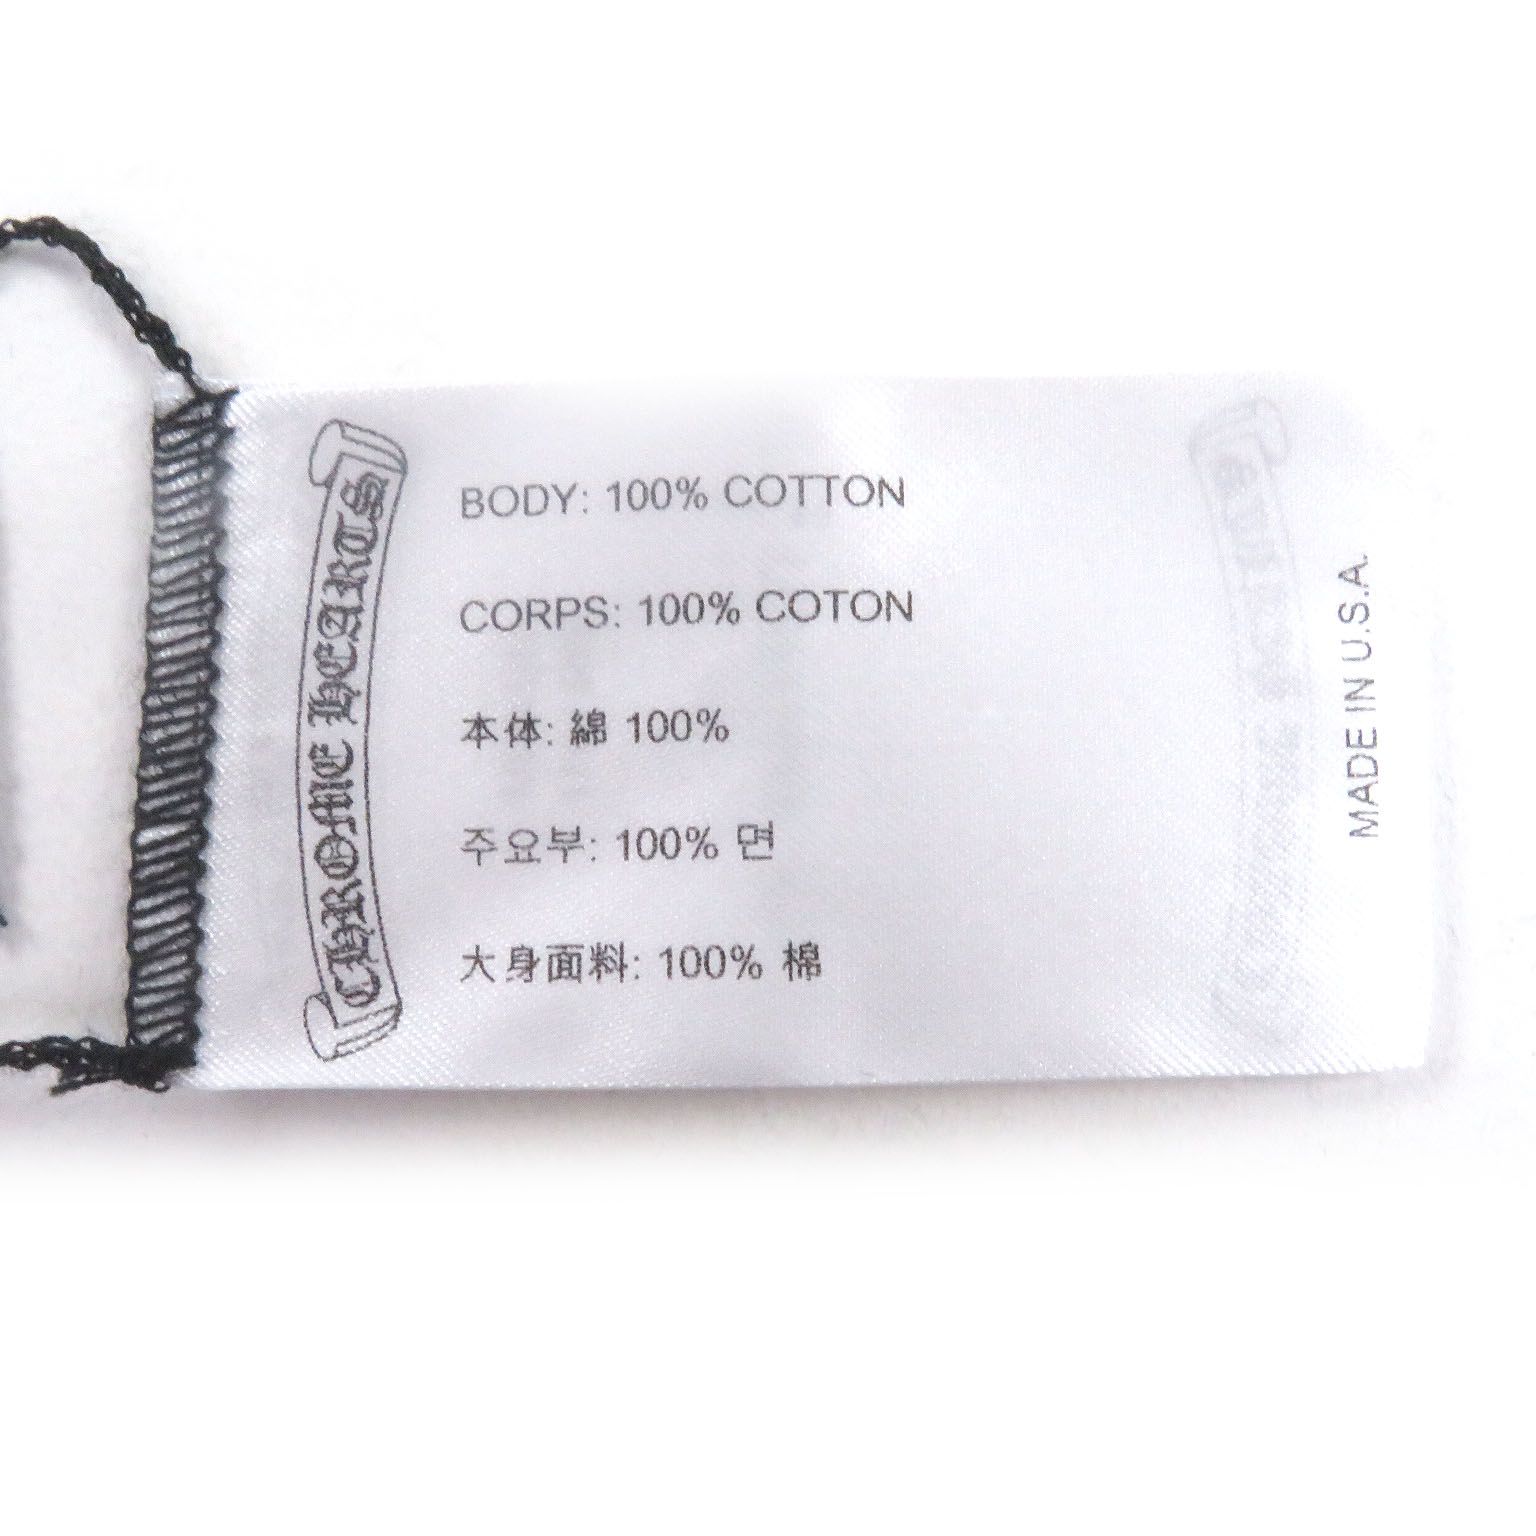 CHROME HEARTS
BODY: 100% COTTON
CORPS: 100% COTON
本体: 綿 100%
주요부: 100% 면
大身面料: 100% 棉
MADE IN U.S.A.